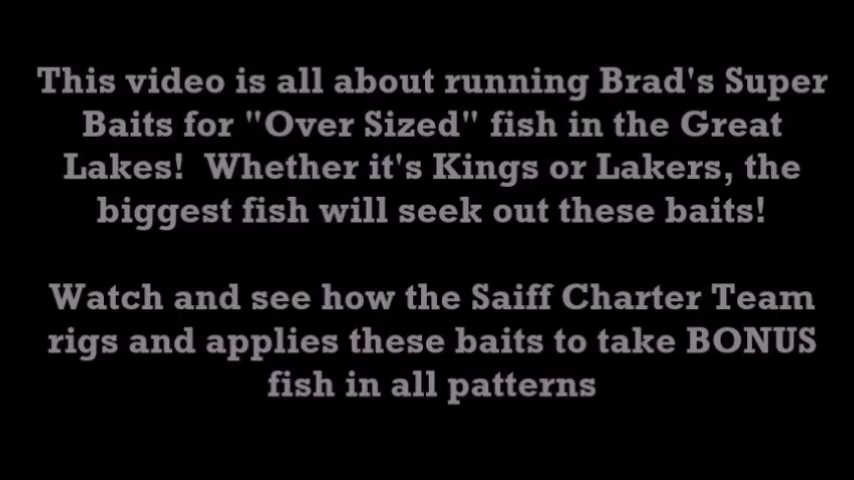 This video is all about running Brad's Super
Baits for "Over Sized" fish in the Great
Lakes!  Whether it's Kings or Lakers, the
biggest fish will seek out these baits!
Watch and see how the Saiff Charter Team
rigs and applies these baits to take BONUS
fish in all patterns